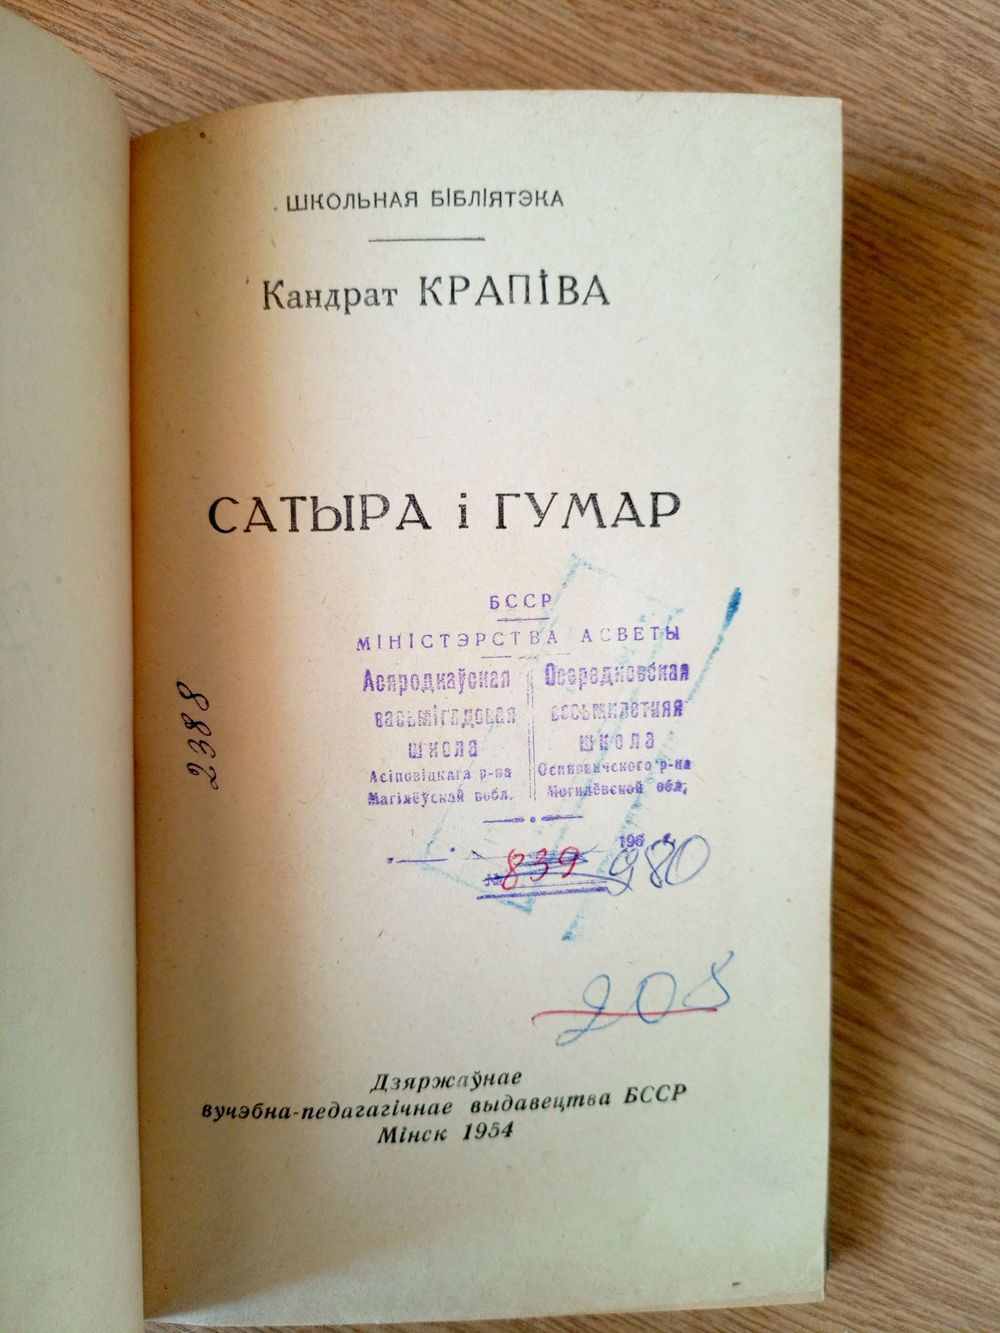 ШКОЛЬНАЯ БІБЛІЯТЭКА
Кандрат КРАПІВА
САТЫРА і ГУМАР
БССР
МІНІСТЭРСТВА АСВЕТЫ
Асяродкаўская
васьмігадовая
школа
Асіповіцкага р-на
Магілёўскай вобл.
Осередковская
восьмилетняя
школа
Осиповичского р-на
Могилёвской обл.
196 г.
№ 839 980
2388
208
Дзяржаўнае
вучэбна-педагагічнае выдавецтва БССР
Мінск 1954